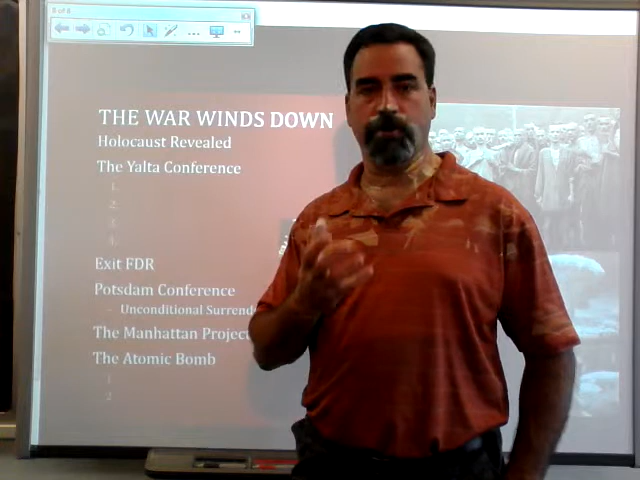 8 of 8
THE WAR WINDS DOWN
Holocaust Revealed
The Yalta Conference
1.
2.
3.
4.
Exit FDR
Potsdam Conference
– Unconditional
The Manhattan Project
The Atomic Bomb
1
2